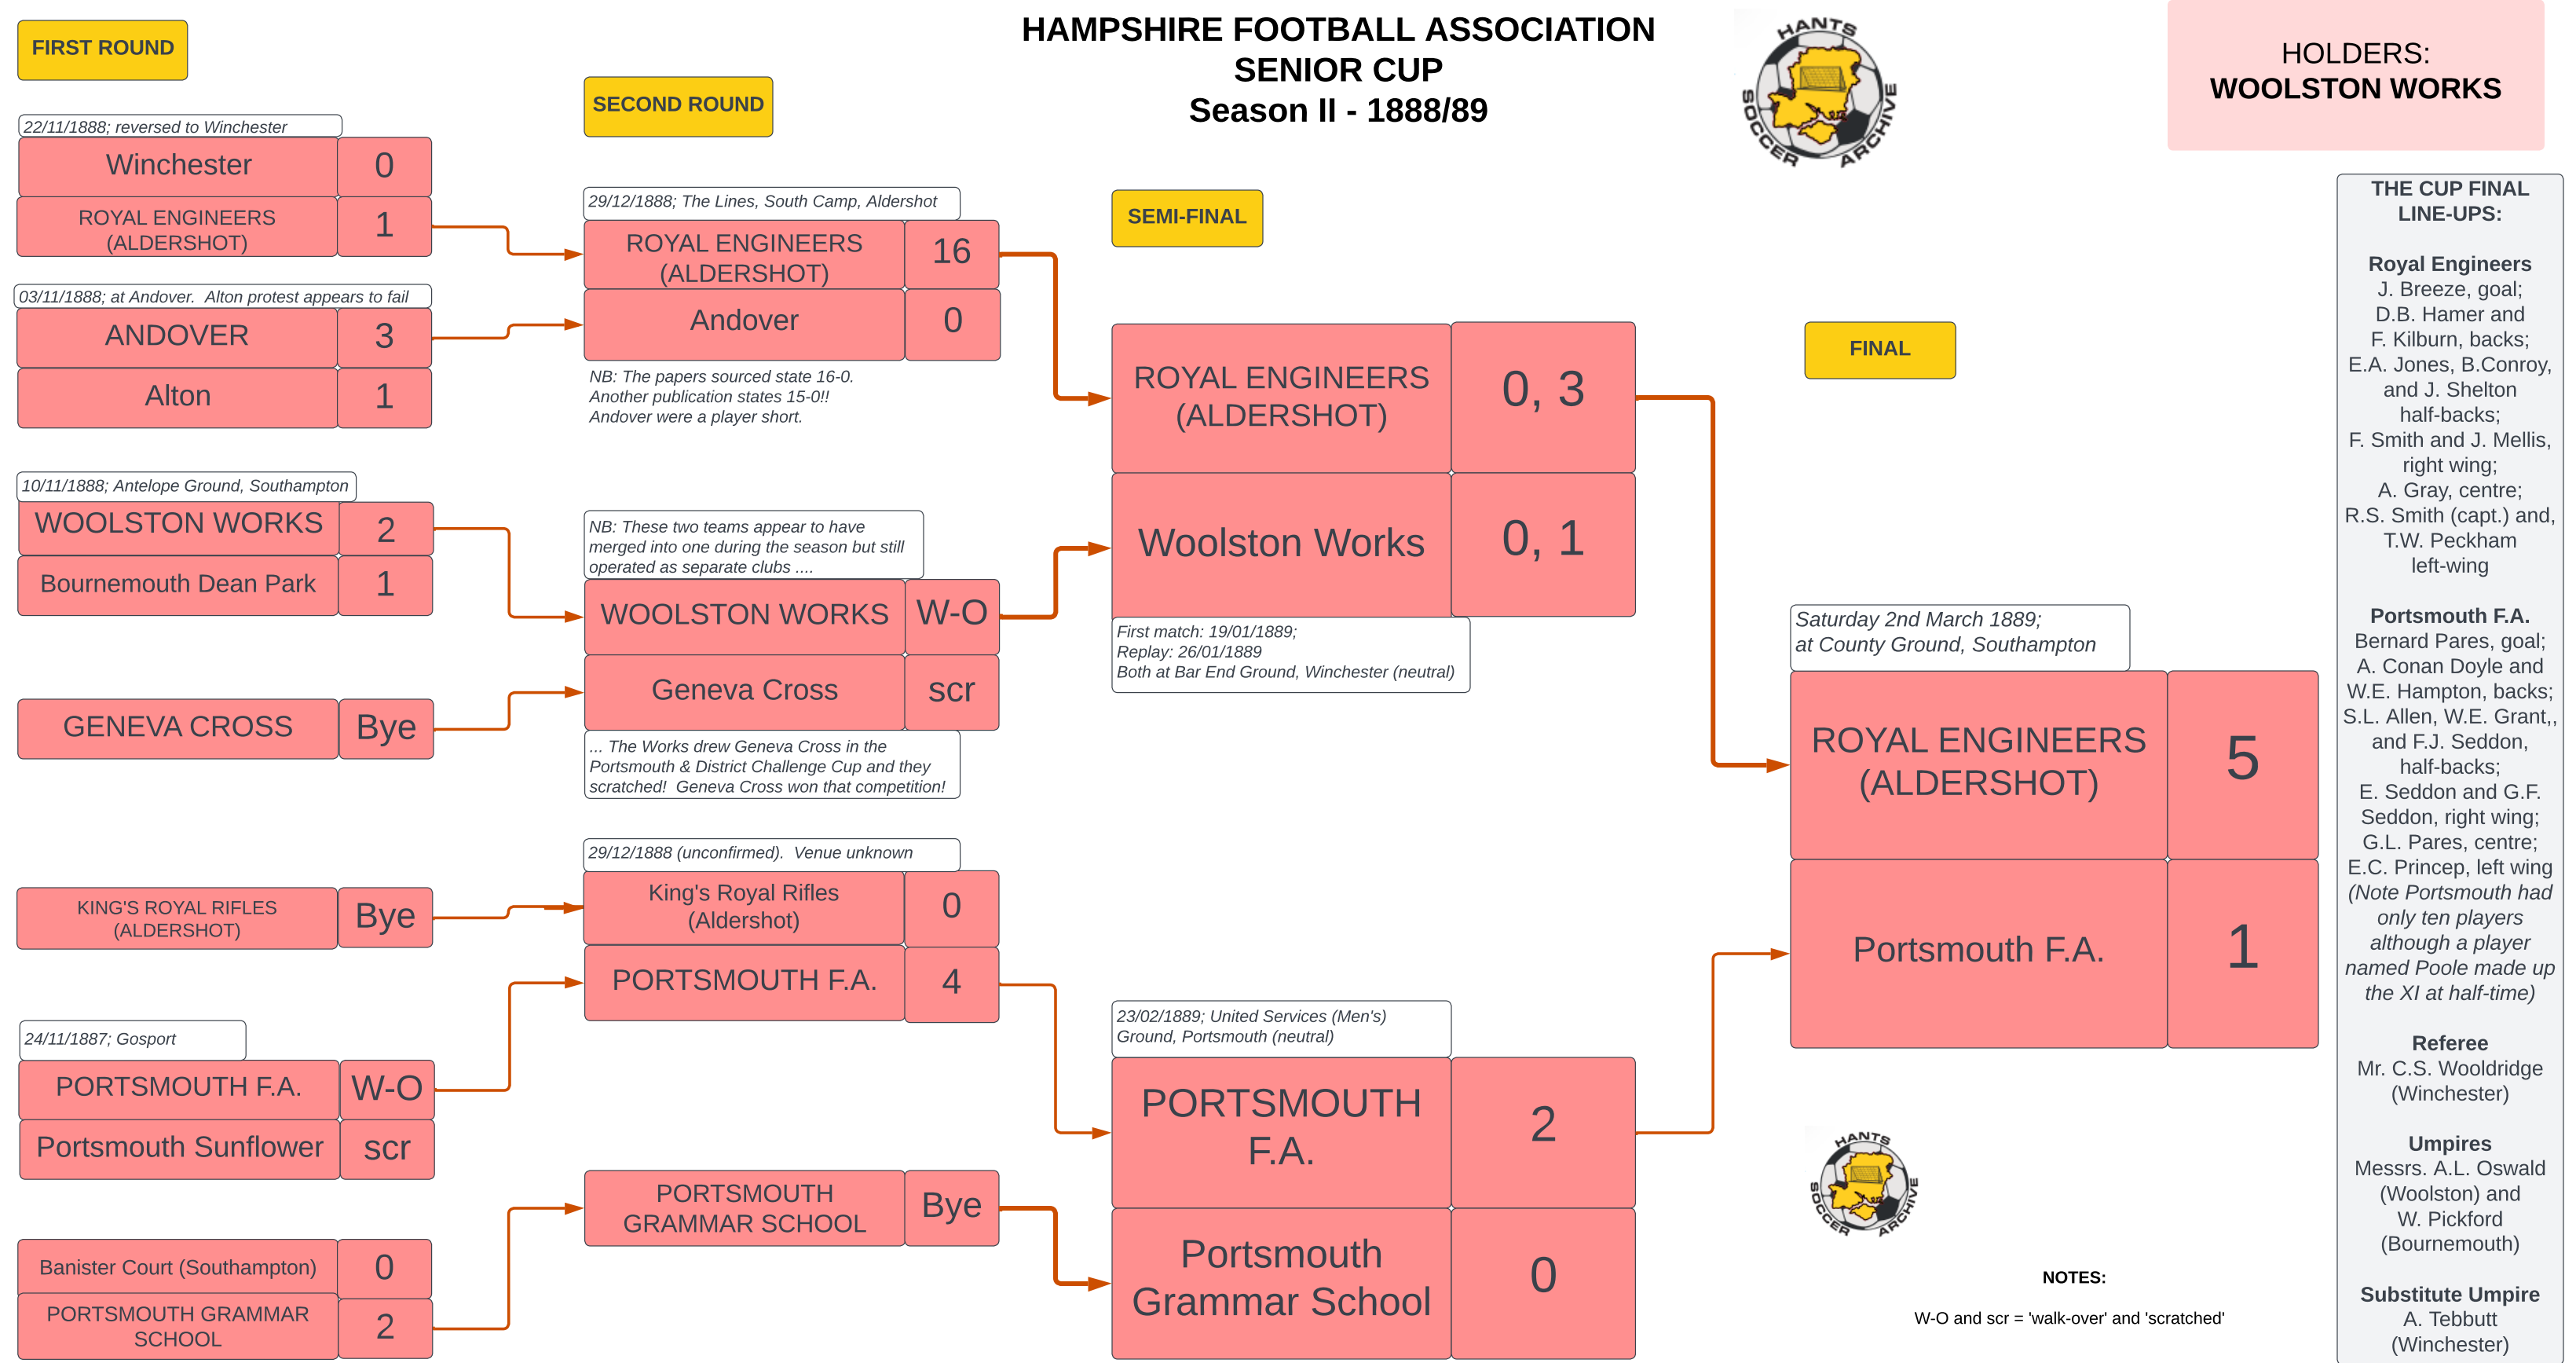 HAMPSHIRE FOOTBALL ASSOCIATION
SENIOR CUP
Season II - 1888/89
HANTS
SOCCER
ARCHIVE
HOLDERS:
WOOLSTON WORKS
FIRST ROUND
22/11/1888; reversed to Winchester
Winchester 0
ROYAL ENGINEERS
(ALDERSHOT)
1
03/11/1888; at Andover.  Alton protest appears to fail
ANDOVER 3
Alton 1
10/11/1888; Antelope Ground, Southampton
WOOLSTON WORKS 2
Bournemouth Dean Park 1
GENEVA CROSS Bye
KING'S ROYAL RIFLES
(ALDERSHOT)
Bye
24/11/1887; Gosport
PORTSMOUTH F.A. W-O
Portsmouth Sunflower scr
Banister Court (Southampton) 0
PORTSMOUTH GRAMMAR
SCHOOL
2
SECOND ROUND
29/12/1888; The Lines, South Camp, Aldershot
ROYAL ENGINEERS
(ALDERSHOT)
16
Andover 0
NB: The papers sourced state 16-0.
Another publication states 15-0!!
Andover were a player short.
NB: These two teams appear to have
merged into one during the season but still
operated as separate clubs ....
WOOLSTON WORKS W-O
Geneva Cross scr
... The Works drew Geneva Cross in the
Portsmouth & District Challenge Cup and they
scratched!  Geneva Cross won that competition!
29/12/1888 (unconfirmed).  Venue unknown
King's Royal Rifles
(Aldershot)
0
PORTSMOUTH F.A. 4
PORTSMOUTH
GRAMMAR SCHOOL
Bye
SEMI-FINAL
ROYAL ENGINEERS
(ALDERSHOT)
0, 3
Woolston Works 0, 1
First match: 19/01/1889;
Replay: 26/01/1889
Both at Bar End Ground, Winchester (neutral)
23/02/1889; United Services (Men's)
Ground, Portsmouth (neutral)
PORTSMOUTH
F.A.
2
Portsmouth
Grammar School
0
FINAL
Saturday 2nd March 1889;
at County Ground, Southampton
ROYAL ENGINEERS
(ALDERSHOT)
5
Portsmouth F.A. 1
HANTS
SOCCER
ARCHIVE
NOTES:
W-O and scr = 'walk-over' and 'scratched'
THE CUP FINAL
LINE-UPS:
Royal Engineers
J. Breeze, goal;
D.B. Hamer and
F. Kilburn, backs;
E.A. Jones, B.Conroy,
and J. Shelton
half-backs;
F. Smith and J. Mellis,
right wing;
A. Gray, centre;
R.S. Smith (capt.) and,
T.W. Peckham
left-wing
Portsmouth F.A.
Bernard Pares, goal;
A. Conan Doyle and
W.E. Hampton, backs;
S.L. Allen, W.E. Grant,,
and F.J. Seddon,
half-backs;
E. Seddon and G.F.
Seddon, right wing;
G.L. Pares, centre;
E.C. Princep, left wing
(Note Portsmouth had
only ten players
although a player
named Poole made up
the XI at half-time)
Referee
Mr. C.S. Wooldridge
(Winchester)
Umpires
Messrs. A.L. Oswald
(Woolston) and
W. Pickford
(Bournemouth)
Substitute Umpire
A. Tebbutt
(Winchester)